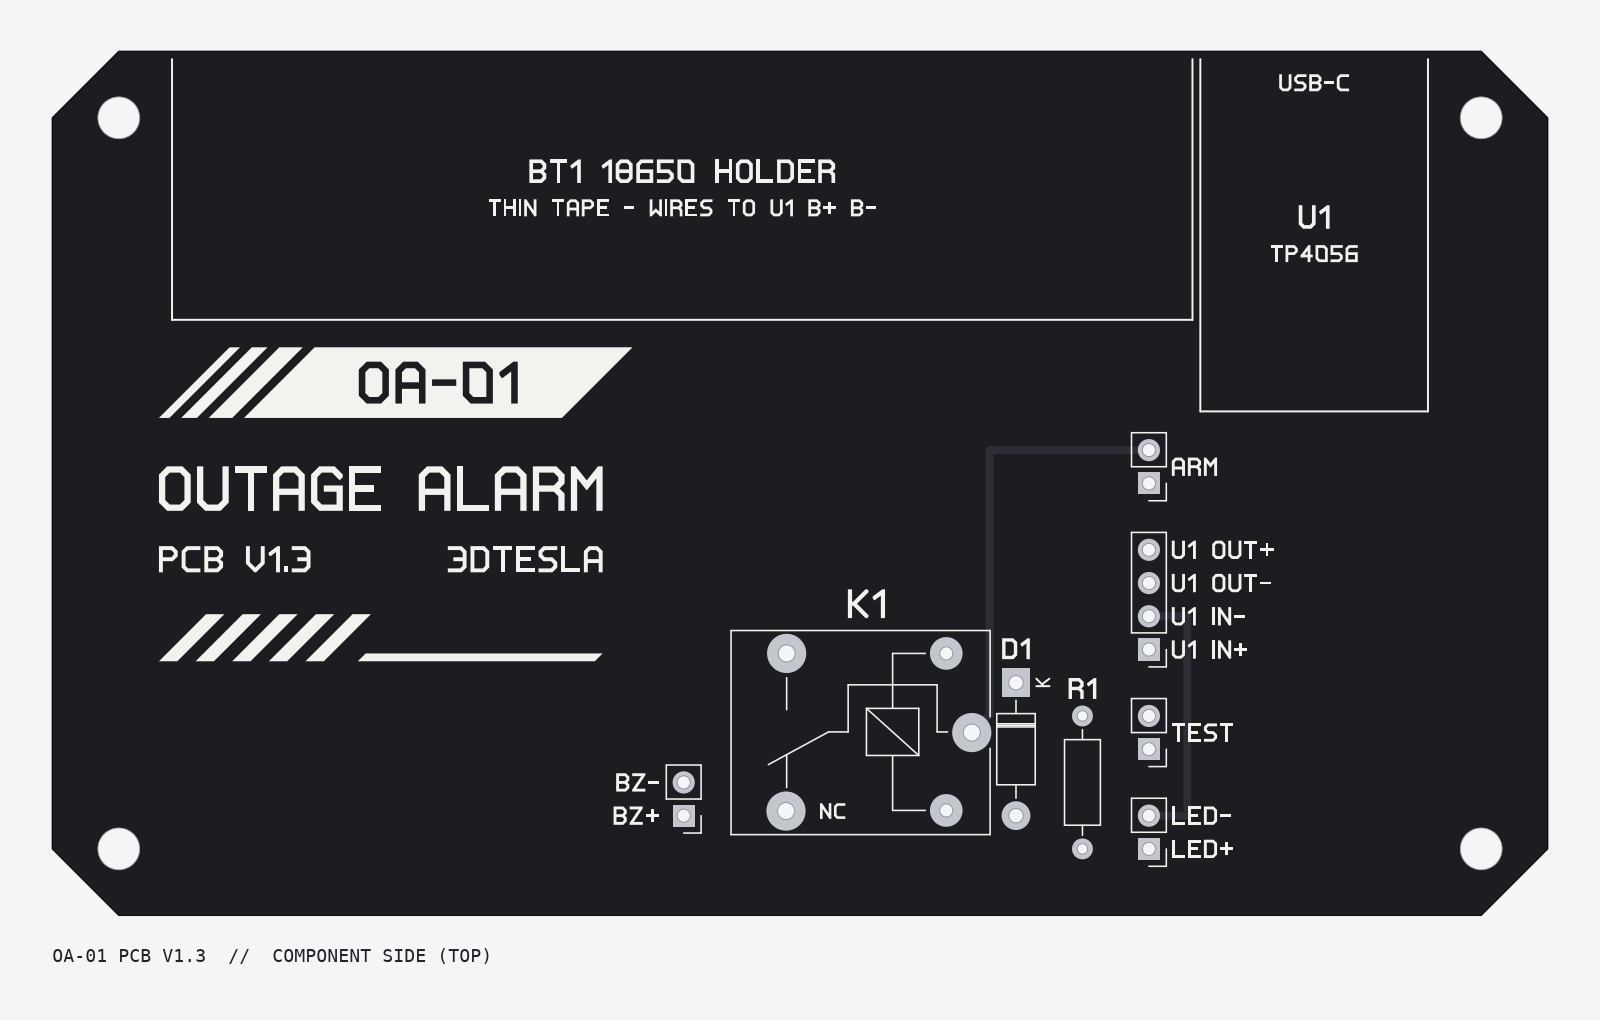 USB-C
BT1 18650 HOLDER
THIN TAPE - WIRES TO U1 B+ B-
U1
TP4056
OA-01
OUTAGE ALARM
PCB V1.3 3DTESLA
ARM
U1 OUT+
U1 OUT-
U1 IN-
U1 IN+
K1
D1
K
R1
TEST
BZ-
BZ+
NC
LED-
LED+
OA-01 PCB V1.3 // COMPONENT SIDE (TOP)